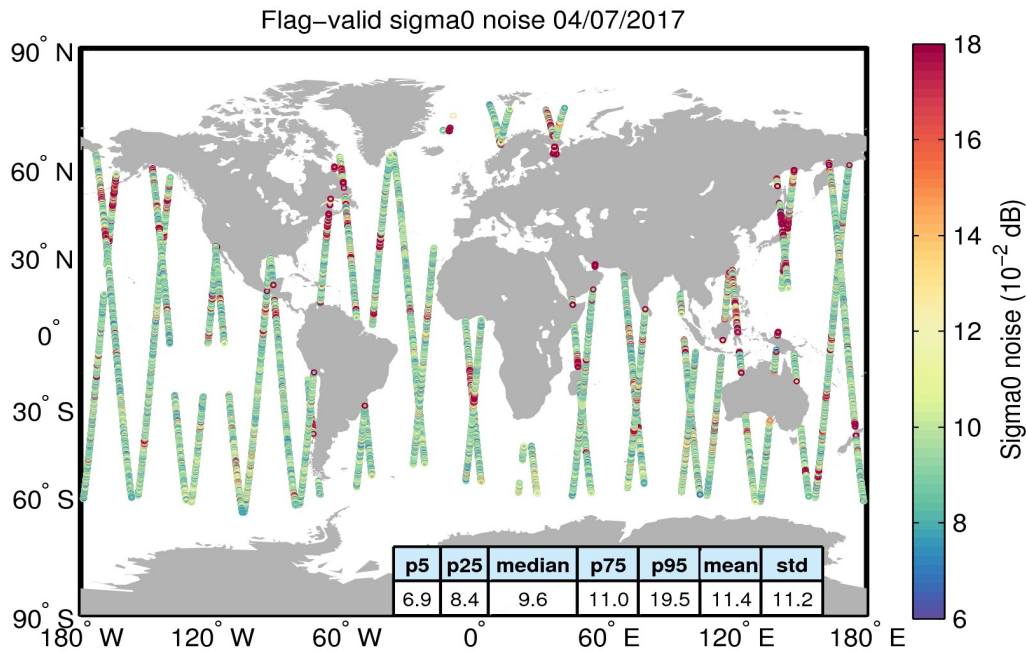 Flag−valid sigma0 noise 04/07/2017
90° N
60° N
30° N
0°
30° S
60° S
90° S
180° W
120° W
60° W
0°
60° E
120° E
180° E
p5 p25 median p75 p95 mean std
6.9 8.4 9.6 11.0 19.5 11.4 11.2
18
16
14
12
10
8
6
Sigma0 noise (10⁻² dB)